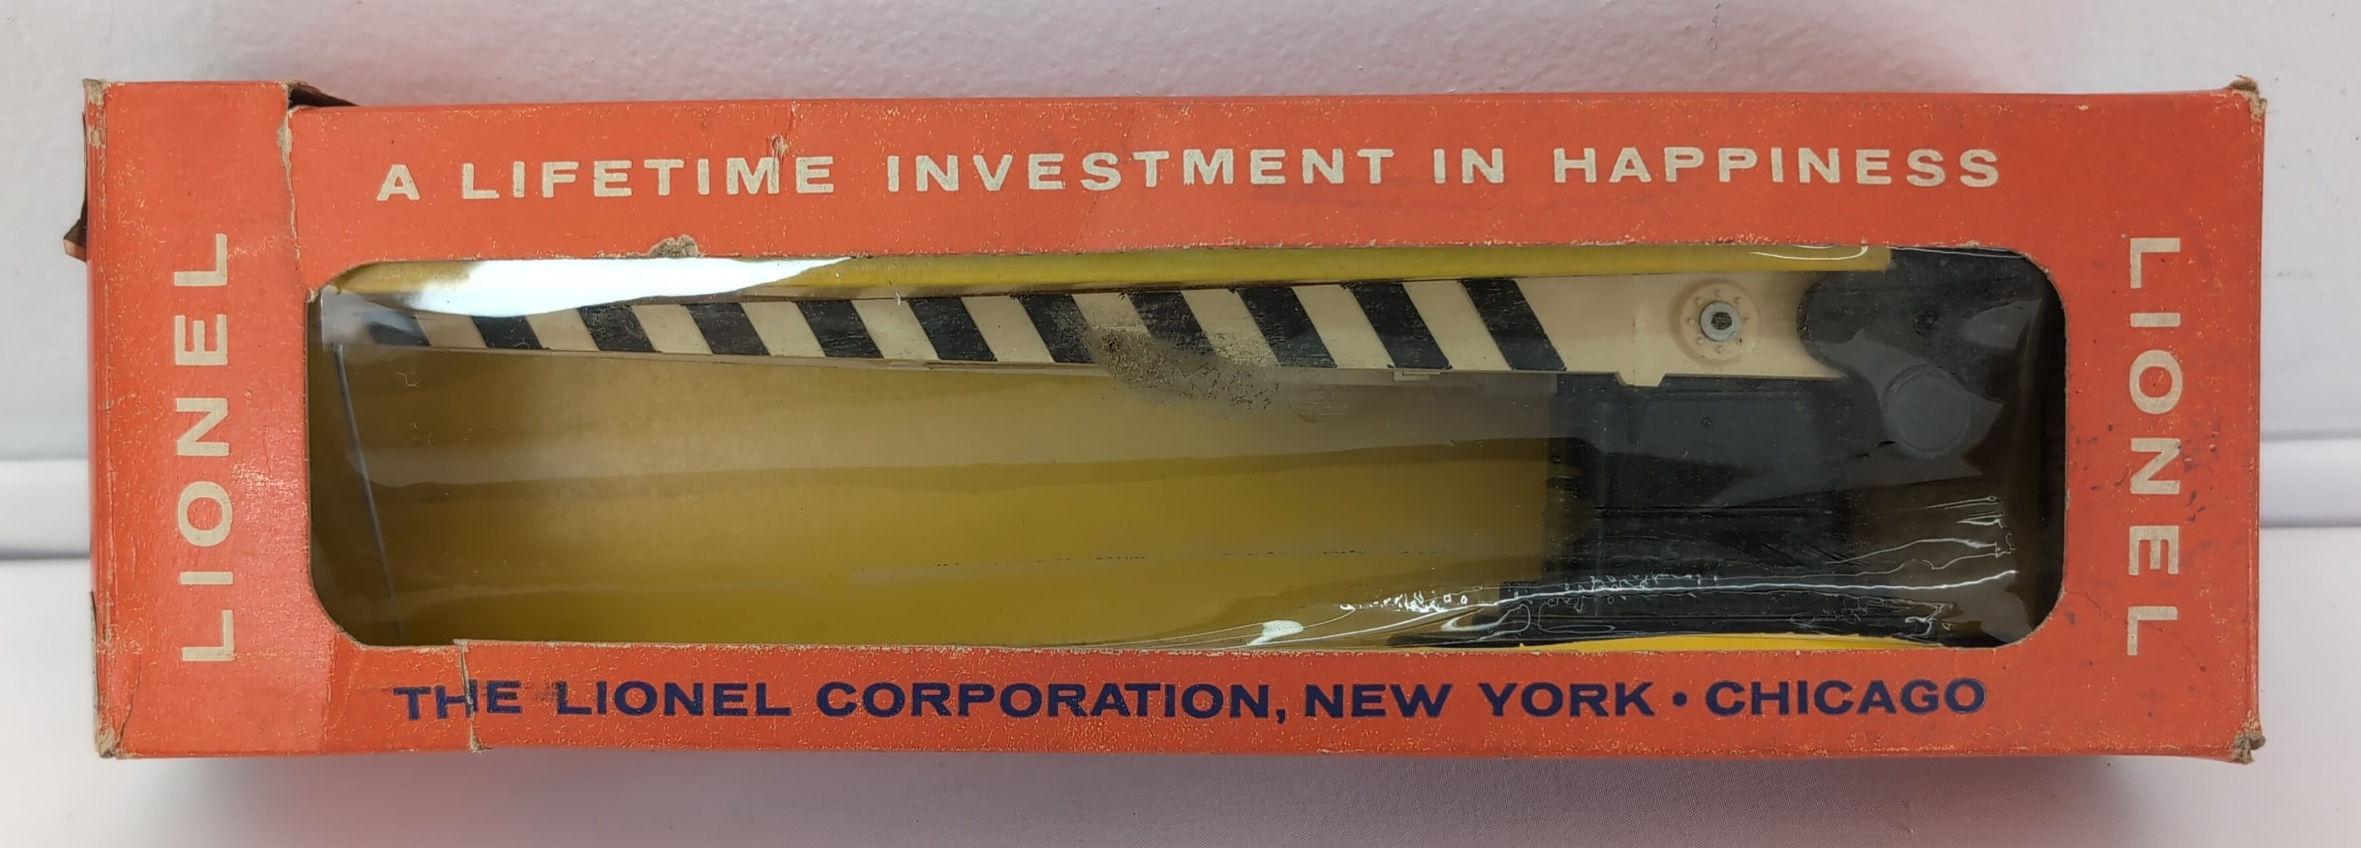 A LIFETIME INVESTMENT IN HAPPINESS
LIONEL
LIONEL
THE LIONEL CORPORATION, NEW YORK • CHICAGO